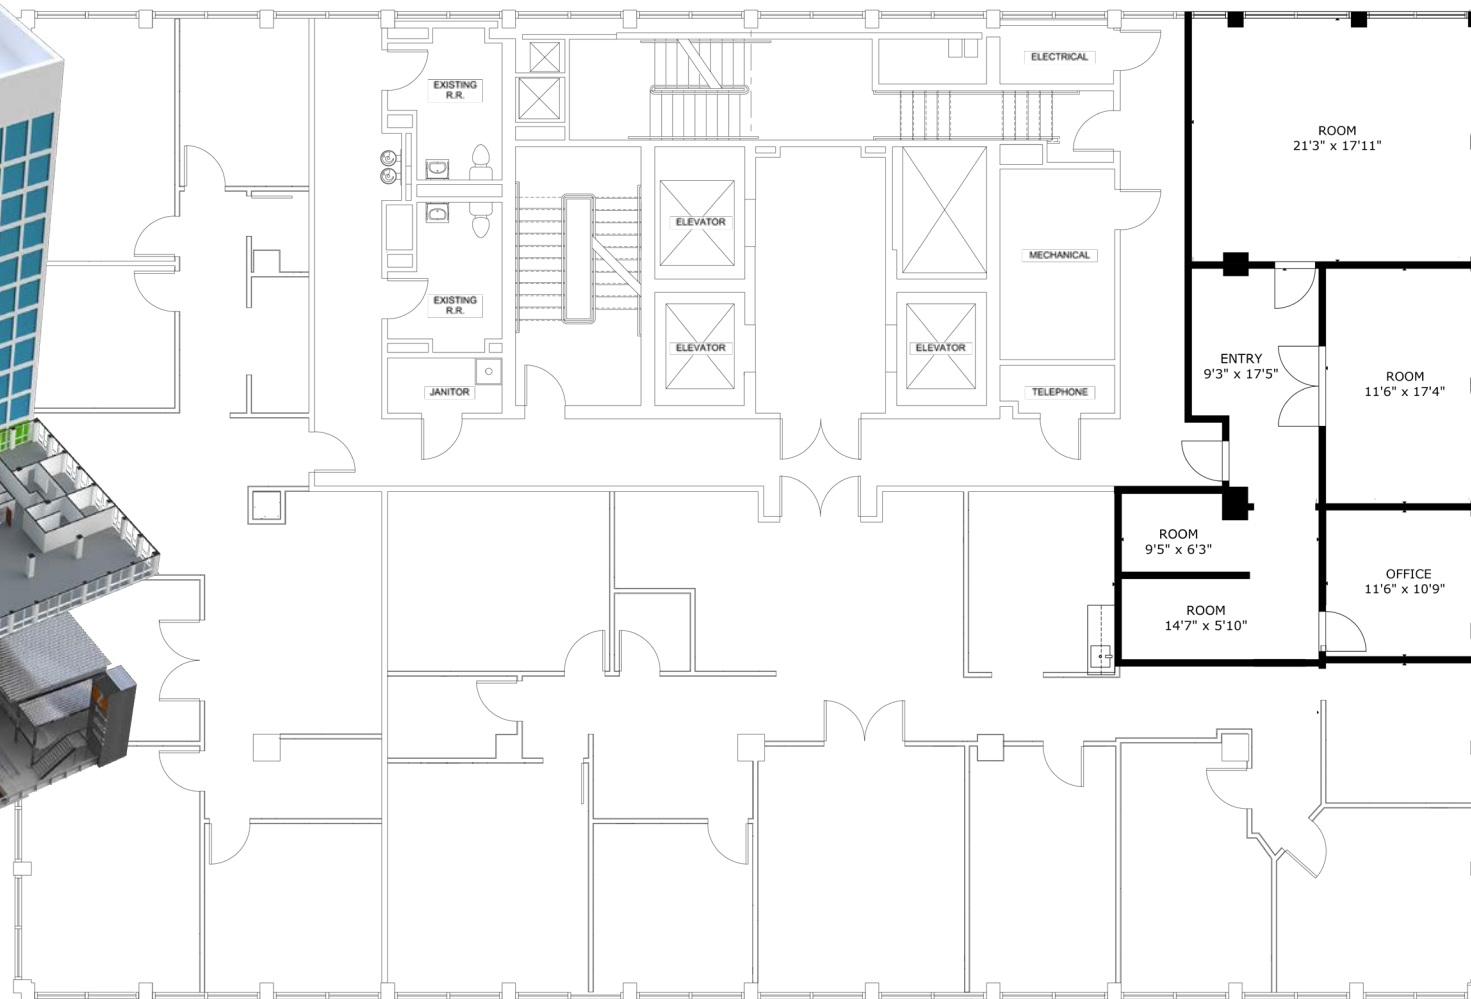 ELECTRICAL
EXISTING
R.R.
ROOM
21'3" x 17'11"
ELEVATOR
MECHANICAL
EXISTING
R.R.
ELEVATOR
ELEVATOR
ENTRY
9'3" x 17'5"
ROOM
11'6" x 17'4"
JANITOR
TELEPHONE
ROOM
9'5" x 6'3"
OFFICE
11'6" x 10'9"
ROOM
14'7" x 5'10"